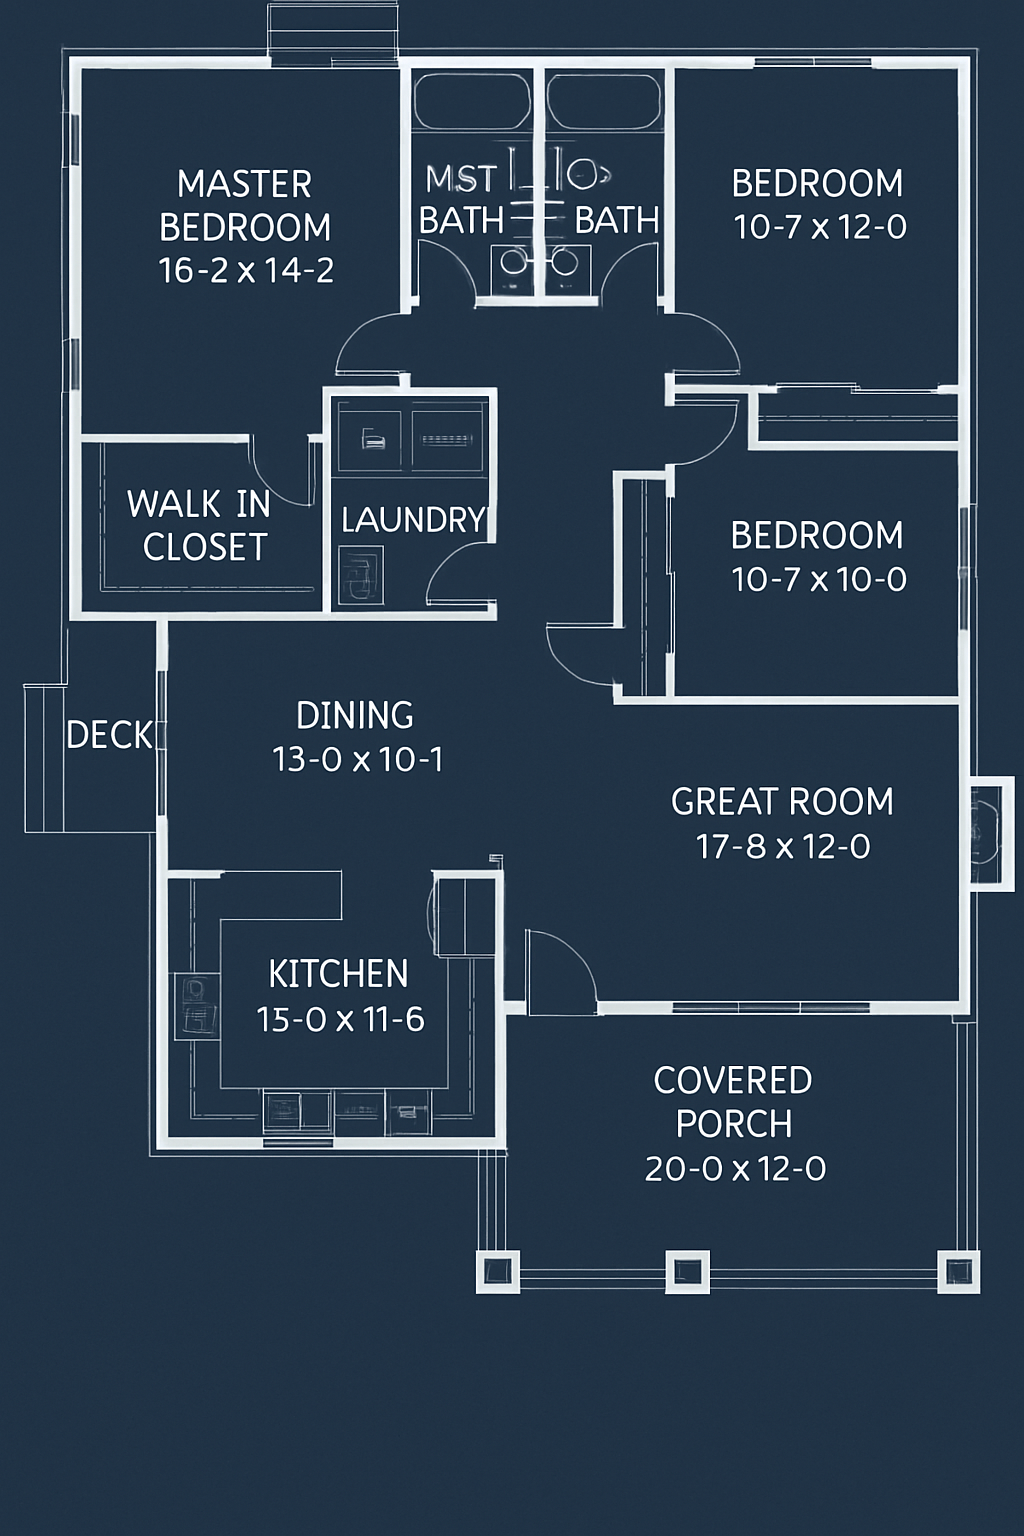 MASTER
BEDROOM
16-2 x 14-2
MST
BATH
BATH
BEDROOM
10-7 x 12-0
WALK IN
CLOSET
LAUNDRY
BEDROOM
10-7 x 10-0
DECK
DINING
13-0 x 10-1
GREAT ROOM
17-8 x 12-0
KITCHEN
15-0 x 11-6
COVERED
PORCH
20-0 x 12-0